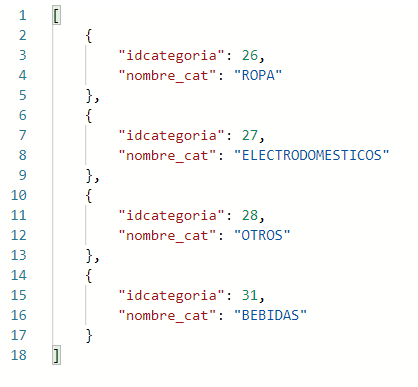 1 [
2     {
3         "idcategoria": 26,
4         "nombre_cat": "ROPA"
5     },
6     {
7         "idcategoria": 27,
8         "nombre_cat": "ELECTRODOMESTICOS"
9     },
10     {
11         "idcategoria": 28,
12         "nombre_cat": "OTROS"
13     },
14     {
15         "idcategoria": 31,
16         "nombre_cat": "BEBIDAS"
17     }
18 ]